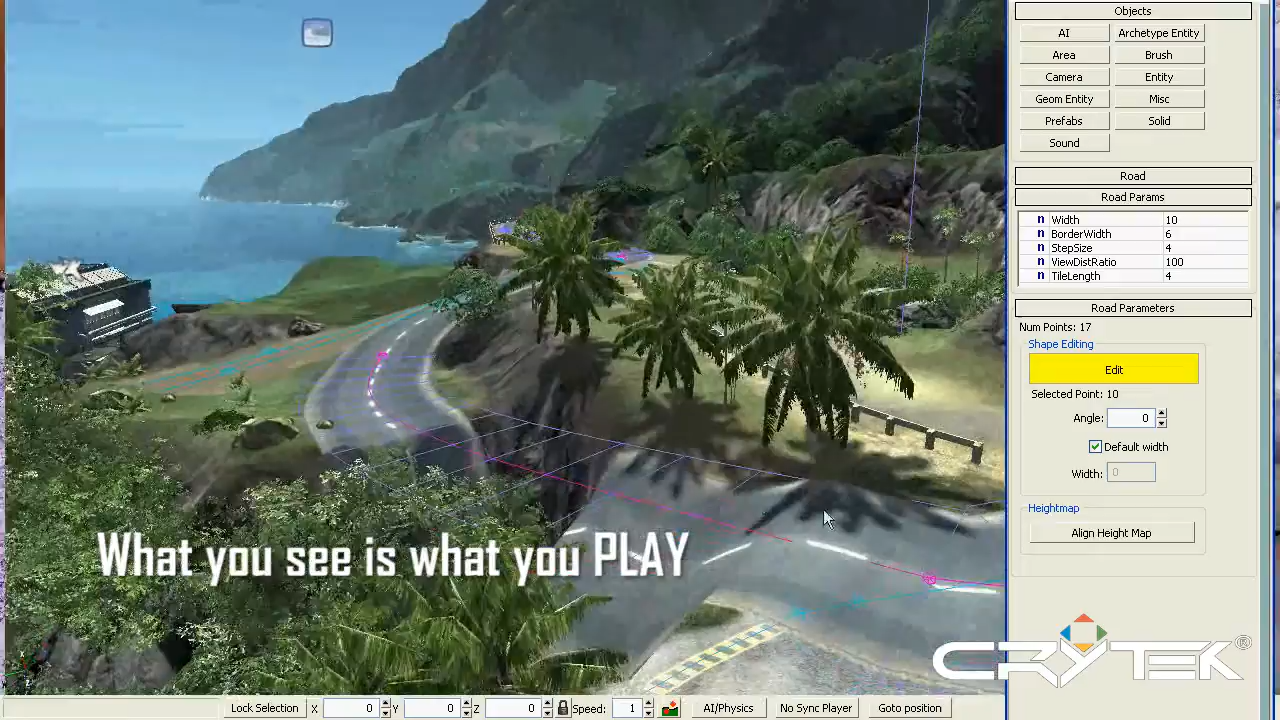 Objects
AI
Archetype Entity
Area
Brush
Camera
Entity
Geom Entity
Misc
Prefabs
Solid
Sound
Road
Road Params
n Width 10
n BorderWidth 6
n StepSize 4
n ViewDistRatio 100
n TileLength 4
Road Parameters
Num Points: 17
Shape Editing
Edit
Selected Point: 10
Angle: 0
Default width
Width: 0
Heightmap
Align Height Map
What you see is what you PLAY
CRYTEK®
Lock Selection X 0 Y 0 Z 0 Speed: 1 AI/Physics No Sync Player Goto position